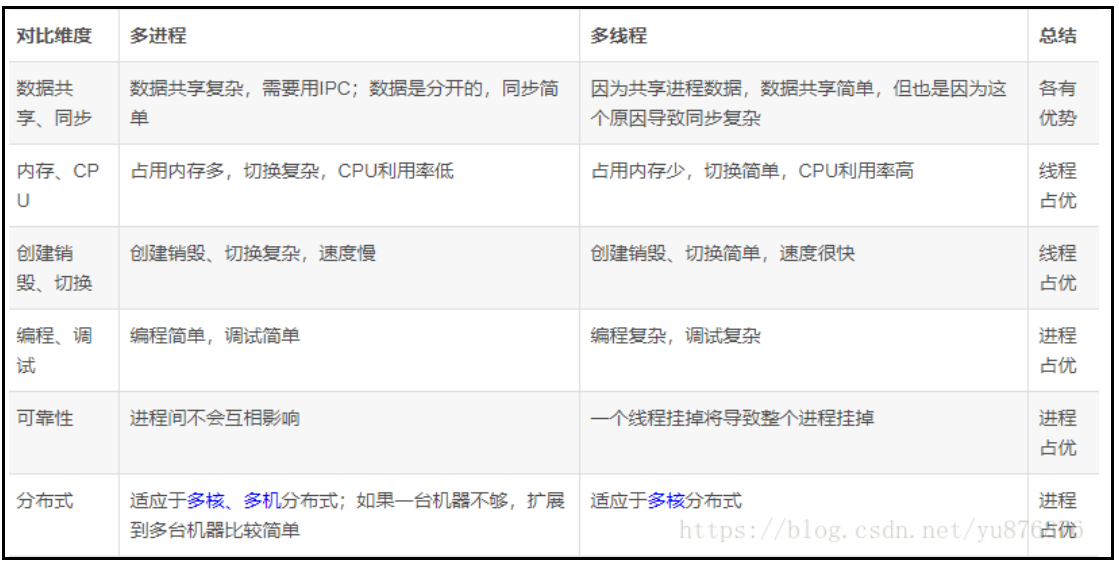 对比维度 多进程 多线程 总结
数据共 数据共享复杂，需要用IPC；数据是分开的，同步简 因为共享进程数据，数据共享简单，但也是因为这 各有
享、同步 单 个原因导致同步复杂 优势
内存、CP 占用内存多，切换复杂，CPU利用率低 占用内存少，切换简单，CPU利用率高 线程
U 占优
创建销 创建销毁、切换复杂，速度慢 创建销毁、切换简单，速度很快 线程
毁、切换 占优
编程、调 编程简单，调试简单 编程复杂，调试复杂 进程
试 占优
可靠性 进程间不会互相影响 一个线程挂掉将导致整个进程挂掉 进程
占优
分布式 适应于多核、多机分布式；如果一台机器不够，扩展 适应于多核分布式 进程
到多台机器比较简单 占优